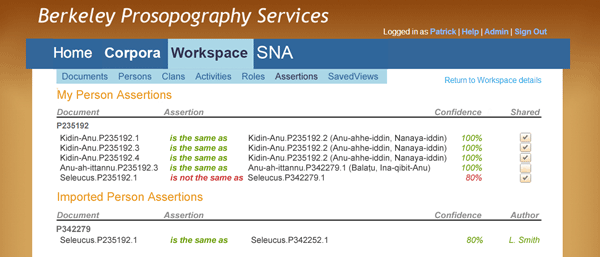 Berkeley Prosopography Services
Logged in as Patrick | Help | Admin | Sign Out
Home Corpora Workspace SNA
Documents Persons Clans Activities Roles Assertions SavedViews
Return to Workspace details
My Person Assertions
Document Assertion Confidence Shared
P235192
Kidin-Anu.P235192.1 is the same as Kidin-Anu.P235192.2 (Anu-ahhe-iddin, Nanaya-iddin) 100%
Kidin-Anu.P235192.3 is the same as Kidin-Anu.P235192.2 (Anu-ahhe-iddin, Nanaya-iddin) 100%
Kidin-Anu.P235192.4 is the same as Kidin-Anu.P235192.2 (Anu-ahhe-iddin, Nanaya-iddin) 100%
Anu-ah-ittannu.P235192.3 is the same as Anu-ah-ittannu.P342279.1 (Balaṭu, Ina-qibit-Anu) 100%
Seleucus.P235192.1 is not the same as Seleucus.P342279.1 80%
Imported Person Assertions
Document Assertion Confidence Author
P342279
Seleucus.P235192.1 is the same as Seleucus.P342252.1 80% L. Smith